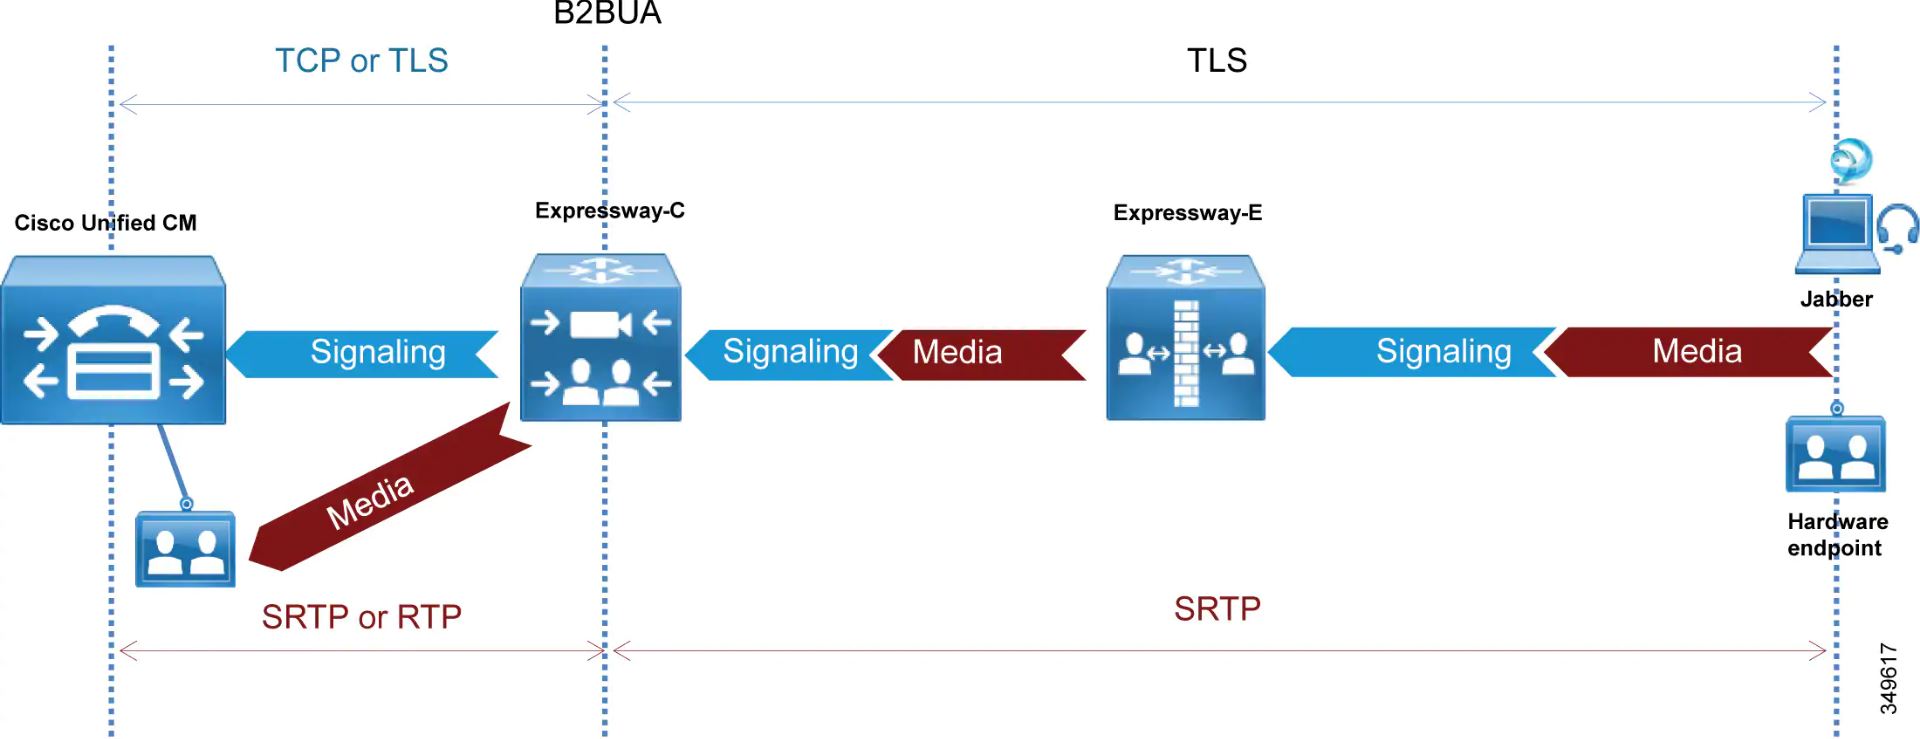 B2BUA
TCP or TLS
TLS
Cisco Unified CM
Expressway-C
Expressway-E
Jabber
Signaling
Signaling
Media
Signaling
Media
Media
Hardware
endpoint
SRTP or RTP
SRTP
349617